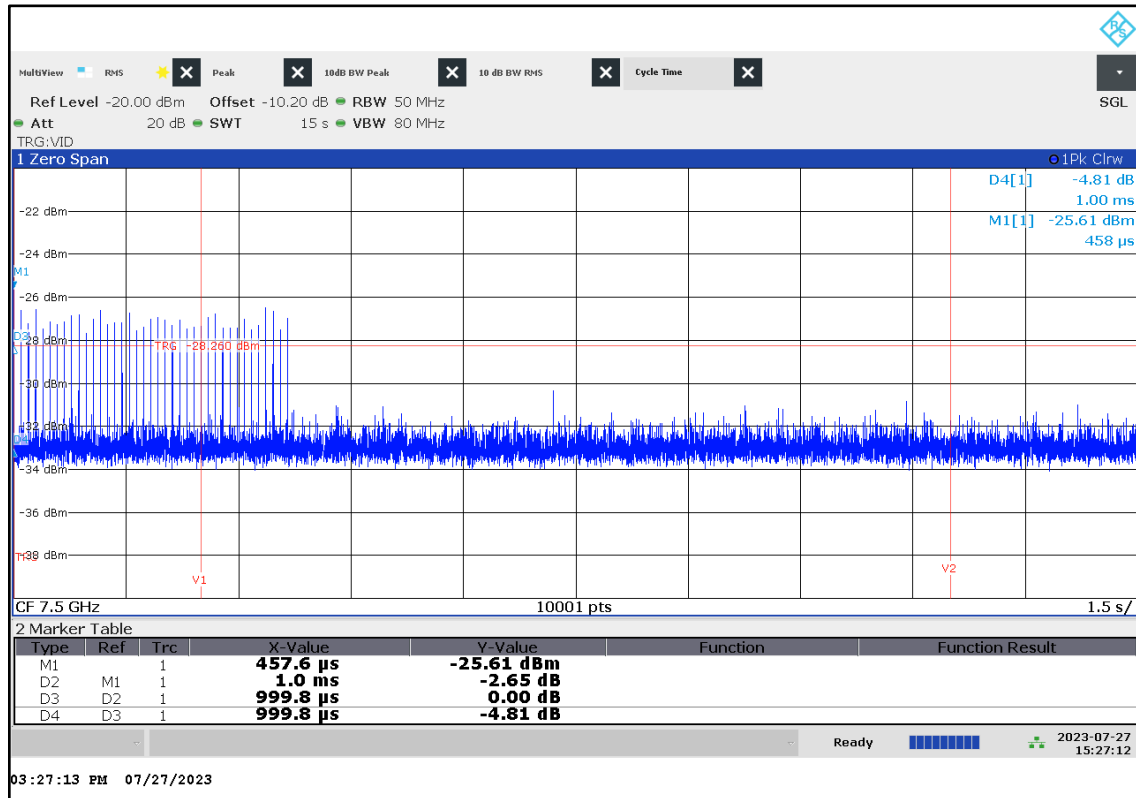 R S
MultiView RMS Peak 10dB BW Peak 10 dB BW RMS Cycle Time
Ref Level -20.00 dBm Offset -10.20 dB RBW 50 MHz SGL
Att 20 dB SWT 15 s VBW 80 MHz
TRG:VID
1 Zero Span 1Pk Clrw
D4[1] -4.81 dB
1.00 ms
M1[1] -25.61 dBm
458 µs
-22 dBm
-24 dBm
M1
-26 dBm
D3
-28 dBm
TRG -28.260 dBm
-30 dBm
-32 dBm
D4
-34 dBm
-36 dBm
-38 dBm
V1
V2
CF 7.5 GHz 10001 pts 1.5 s/
2 Marker Table
Type Ref Trc X-Value Y-Value Function Function Result
M1 1 457.6 µs -25.61 dBm
D2 M1 1 1.0 ms -2.65 dB
D3 D2 1 999.8 µs 0.00 dB
D4 D3 1 999.8 µs -4.81 dB
Ready 2023-07-27
15:27:12
03:27:13 PM 07/27/2023